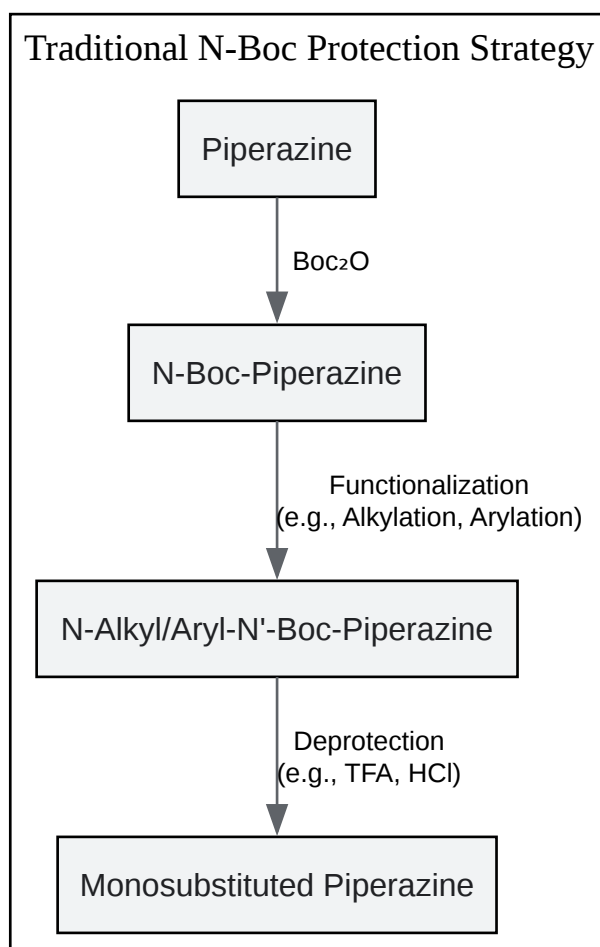 Traditional N-Boc Protection Strategy
Piperazine
Boc₂O
N-Boc-Piperazine
Functionalization
(e.g., Alkylation, Arylation)
N-Alkyl/Aryl-N'-Boc-Piperazine
Deprotection
(e.g., TFA, HCl)
Monosubstituted Piperazine